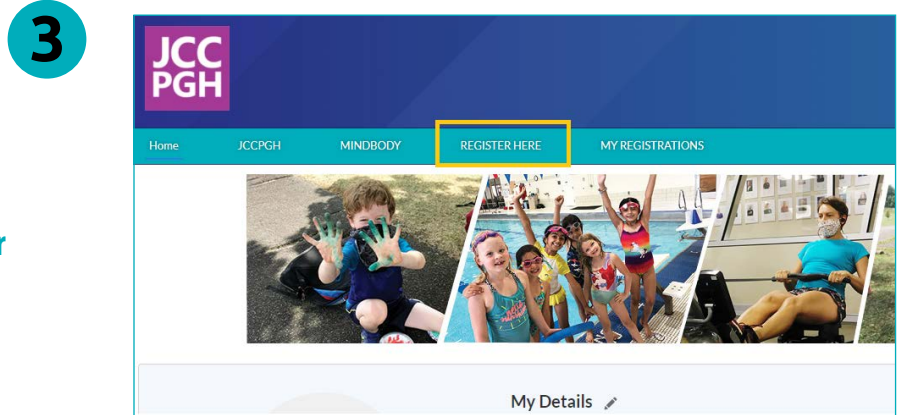 3
JCC
PGH
Home JCCPGH MINDBODY REGISTER HERE MY REGISTRATIONS
r
My Details